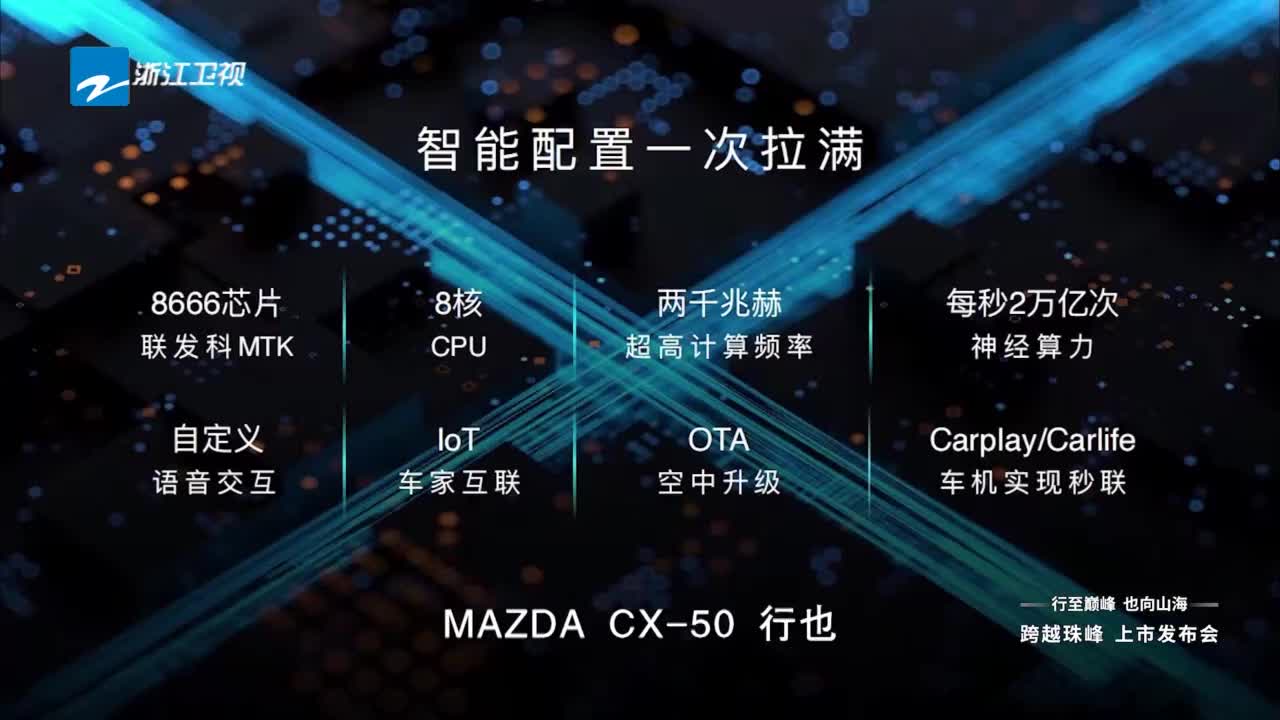 浙江卫视
智能配置一次拉满
8666芯片
联发科MTK
8核
CPU
两千兆赫
超高计算频率
每秒2万亿次
神经算力
自定义
语音交互
IoT
车家互联
OTA
空中升级
Carplay/Carlife
车机实现秒联
MAZDA CX-50 行也
行至巅峰 也向山海
跨越珠峰 上市发布会